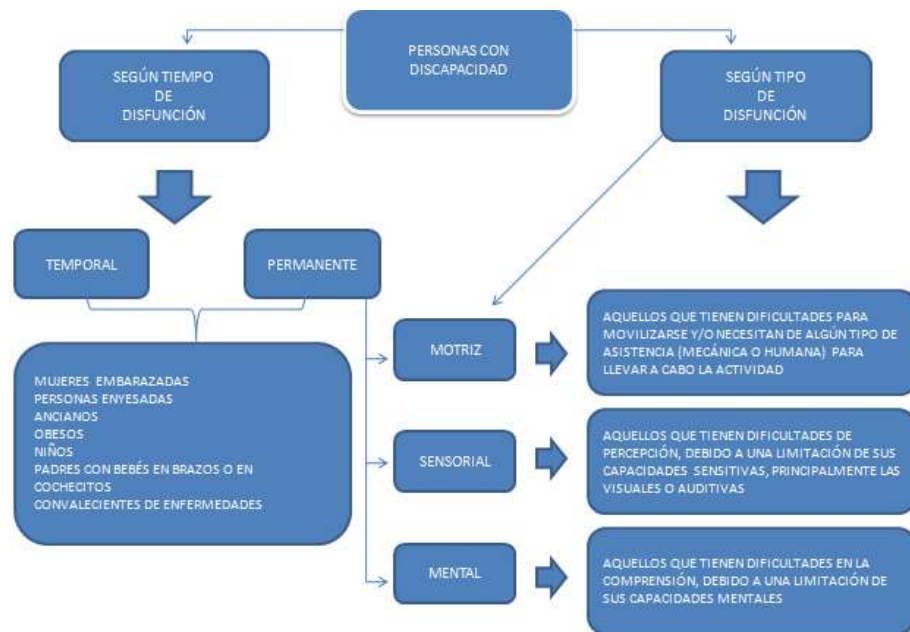 PERSONAS CON
DISCAPACIDAD
SEGÚN TIEMPO
DE
DISFUNCIÓN
SEGÚN TIPO
DE
DISFUNCIÓN
TEMPORAL
PERMANENTE
MUJERES EMBARAZADAS
PERSONAS ENYESADAS
ANCIANOS
OBESOS
NIÑOS
PADRES CON BEBÉS EN BRAZOS O EN
COCHECITOS
CONVALECIENTES DE ENFERMEDADES
MOTRIZ
AQUELLOS QUE TIENEN DIFICULTADES PARA
MOVILIZARSE Y/O NECESITAN DE ALGÚN TIPO DE
ASISTENCIA (MECÁNICA O HUMANA) PARA
LLEVAR A CABO LA ACTIVIDAD
SENSORIAL
AQUELLOS QUE TIENEN DIFICULTADES DE
PERCEPCIÓN, DEBIDO A UNA LIMITACIÓN DE SUS
CAPACIDADES SENSITIVAS, PRINCIPALMENTE LAS
VISUALES O AUDITIVAS
MENTAL
AQUELLOS QUE TIENEN DIFICULTADES EN LA
COMPRENSIÓN, DEBIDO A UNA LIMITACIÓN DE
SUS CAPACIDADES MENTALES